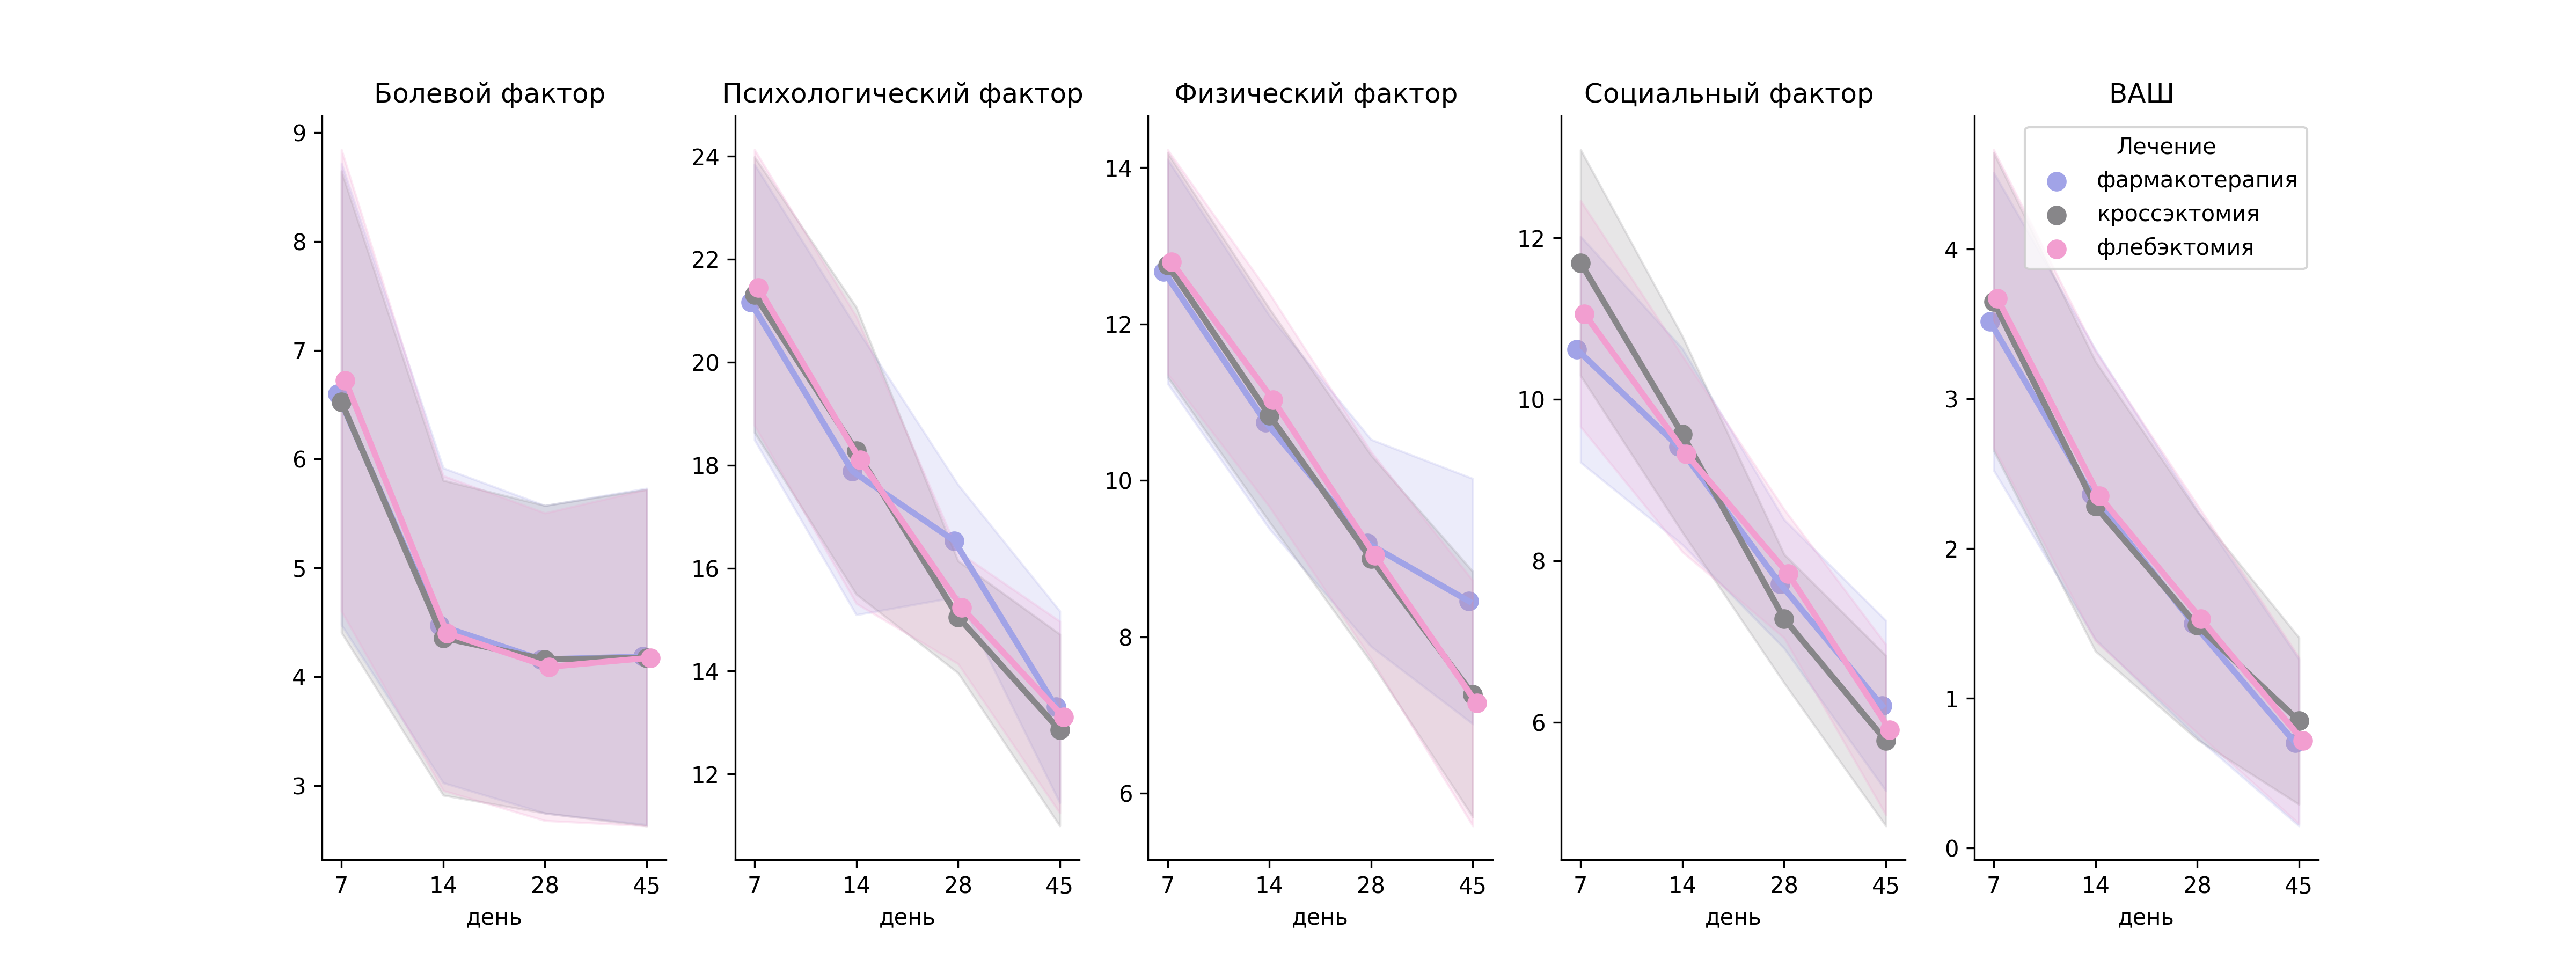 Болевой фактор
9
8
7
6
5
4
3
7 14 28 45
день
Психологический фактор
24
22
20
18
16
14
12
7 14 28 45
день
Физический фактор
14
12
10
8
6
7 14 28 45
день
Социальный фактор
12
10
8
6
7 14 28 45
день
ВАШ
Лечение
фармакотерапия
кроссэктомия
флебэктомия
4
3
2
1
0
7 14 28 45
день